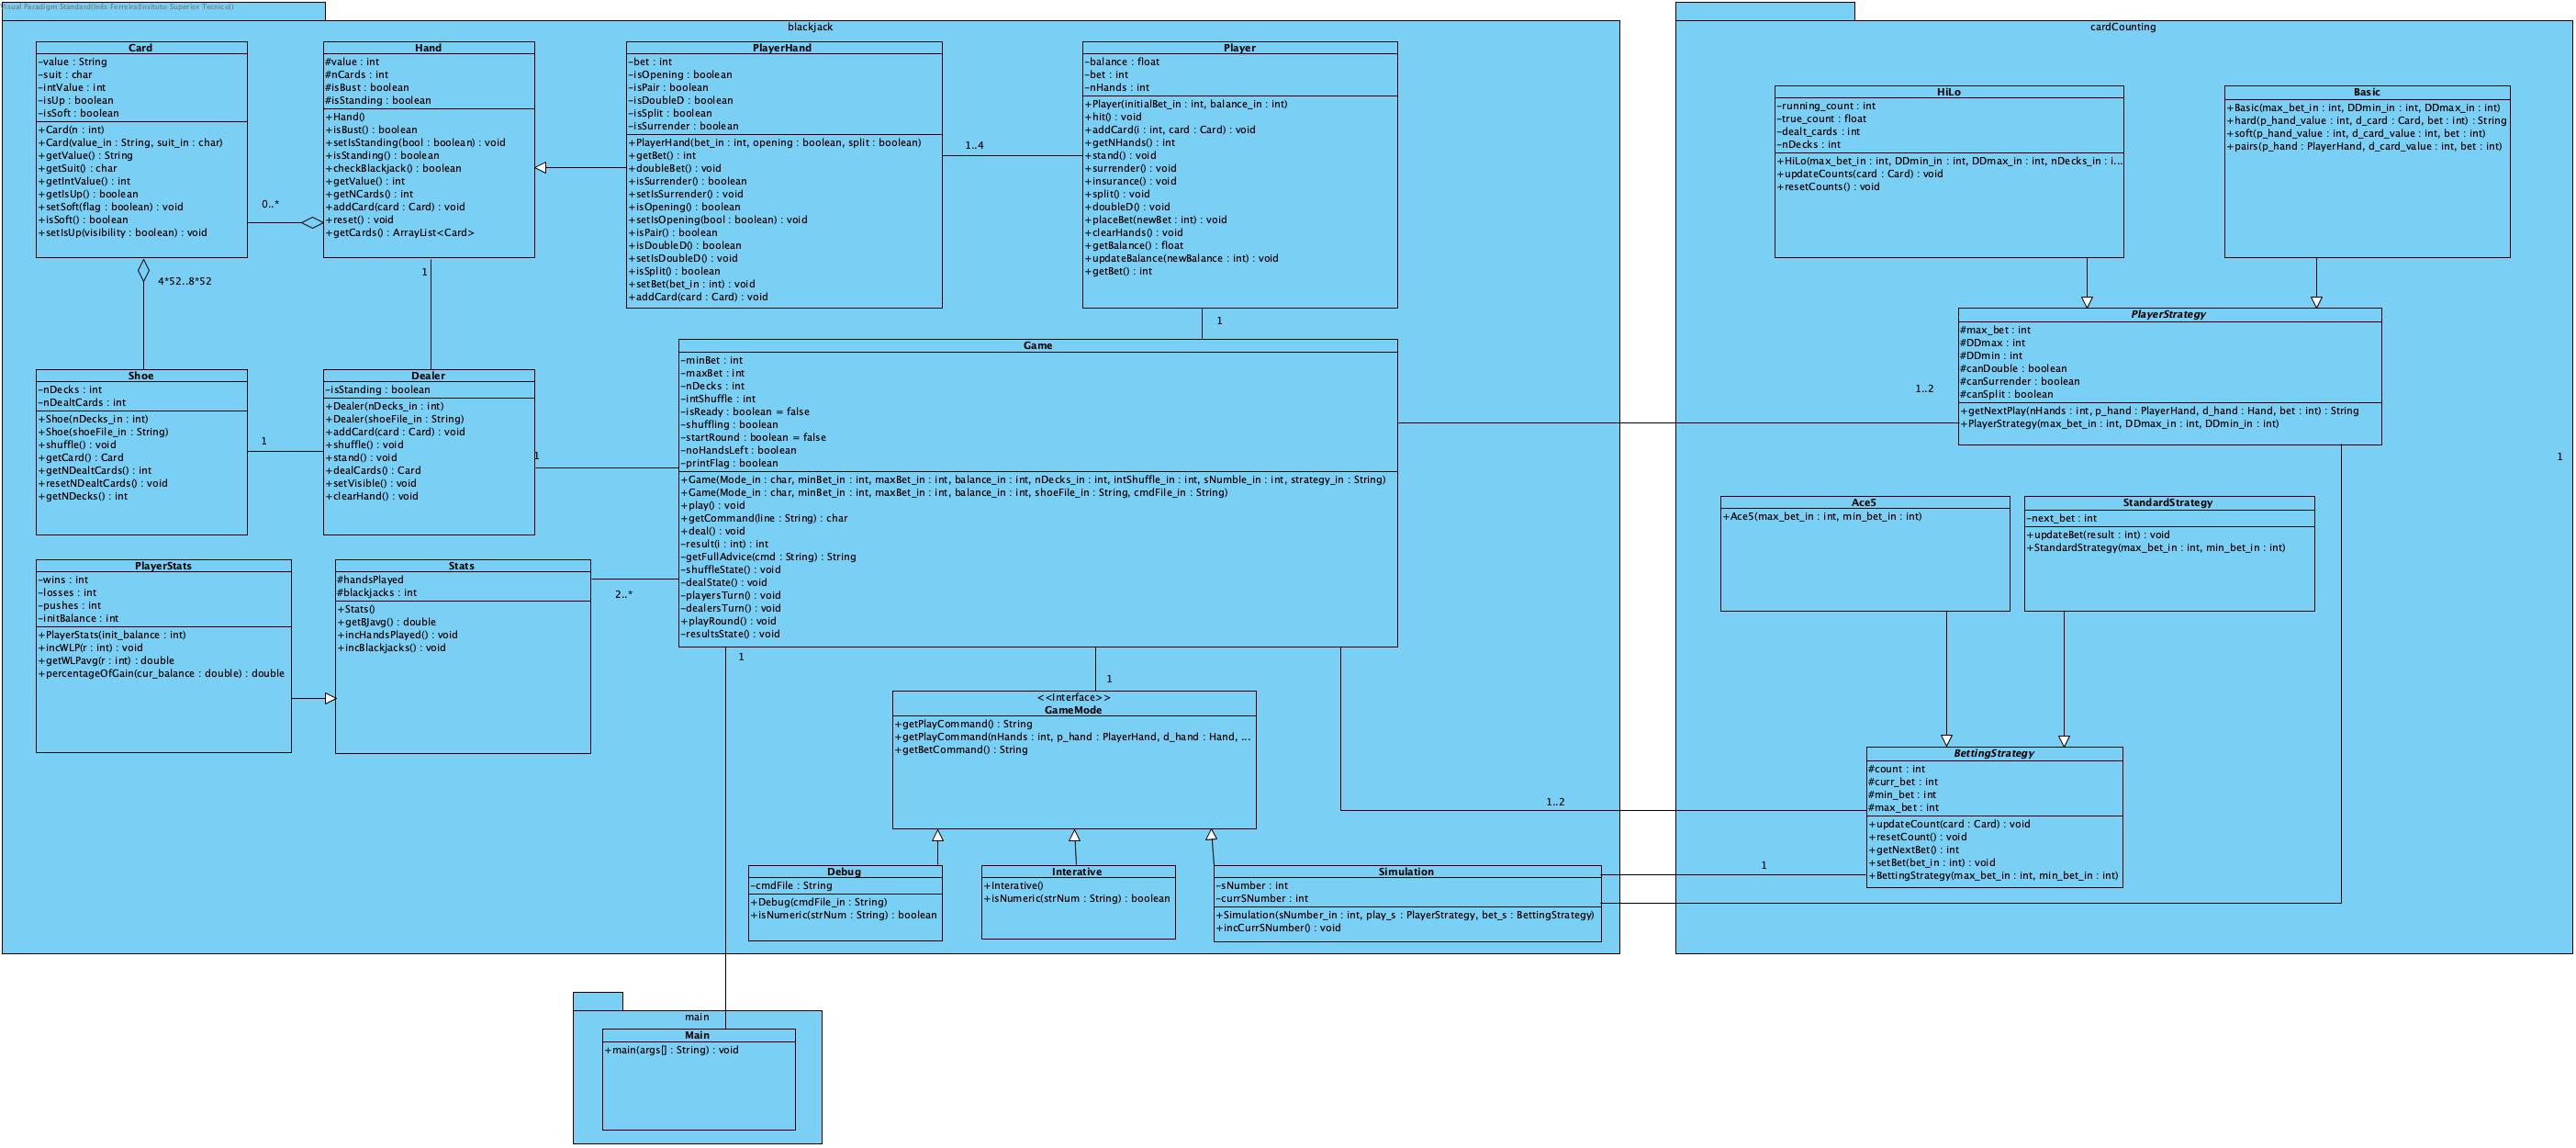 Visual Paradigm Standard(Inês Ferreira(Instituto Superior Tecnico))
blackjack
Card
-value : String
-suit : char
-intValue : int
-isUp : boolean
-isSoft : boolean
+Card(n : int)
+Card(value_in : String, suit_in : char)
+getValue() : String
+getSuit() : char
+getIntValue() : int
+getIsUp() : boolean
+setSoft(flag : boolean) : void
+isSoft() : boolean
+setIsUp(visibility : boolean) : void
0..*
4*52..8*52
Hand
#value : int
#nCards : int
#isBust : boolean
#isStanding : boolean
+Hand()
+isBust() : boolean
+setIsStanding(bool : boolean) : void
+isStanding() : boolean
+checkBlackjack() : boolean
+getValue() : int
+getNCards() : int
+addCard(card : Card) : void
+reset() : void
+getCards() : ArrayList<Card>
1
PlayerHand
-bet : int
-isOpening : boolean
-isPair : boolean
-isDoubleD : boolean
-isSplit : boolean
-isSurrender : boolean
+PlayerHand(bet_in : int, opening : boolean, split : boolean)
+getBet() : int
+doubleBet() : void
+isSurrender() : boolean
+setIsSurrender() : void
+isOpening() : boolean
+setIsOpening(bool : boolean) : void
+isPair() : boolean
+isDoubleD() : boolean
+setIsDoubleD() : void
+isSplit() : boolean
+setBet(bet_in : int) : void
+addCard(card : Card) : void
1..4
Player
-balance : float
-bet : int
-nHands : int
+Player(initialBet_in : int, balance_in : int)
+hit() : void
+addCard(i : int, card : Card) : void
+getNHands() : int
+stand() : void
+surrender() : void
+insurance() : void
+split() : void
+doubleD() : void
+placeBet(newBet : int) : void
+clearHands() : void
+getBalance() : float
+updateBalance(newBalance : int) : void
+getBet() : int
1
Shoe
-nDecks : int
-nDealtCards : int
+Shoe(nDecks_in : int)
+Shoe(shoeFile_in : String)
+shuffle() : void
+getCard() : Card
+getNDealtCards() : int
+resetNDealtCards() : void
+getNDecks() : int
1
Dealer
-isStanding : boolean
+Dealer(nDecks_in : int)
+Dealer(shoeFile_in : String)
+addCard(card : Card) : void
+shuffle() : void
+stand() : void
+dealCards() : Card
+setVisible() : void
+clearHand() : void
1
Game
-minBet : int
-maxBet : int
-nDecks : int
-intShuffle : int
-isReady : boolean = false
-shuffling : boolean
-startRound : boolean = false
-noHandsLeft : boolean
-printFlag : boolean
+Game(Mode_in : char, minBet_in : int, maxBet_in : int, balance_in : int, nDecks_in : int, intShuffle_in : int, sNumble_in : int, strategy_in : String)
+Game(Mode_in : char, minBet_in : int, maxBet_in : int, balance_in : int, shoeFile_in : String, cmdFile_in : String)
+play() : void
+getCommand(line : String) : char
+deal() : void
-result(i : int) : int
-getFullAdvice(cmd : String) : String
-shuffleState() : void
-dealState() : void
-playersTurn() : void
-dealersTurn() : void
+playRound() : void
-resultsState() : void
PlayerStats
-wins : int
-losses : int
-pushes : int
-initBalance : int
+PlayerStats(init_balance : int)
+incWLP(r : int) : void
+getWLPavg(r : int) : double
+percentageOfGain(cur_balance : double) : double
Stats
#handsPlayed
#blackjacks : int
+Stats()
+getBJavg() : double
+incHandsPlayed() : void
+incBlackjacks() : void
2..*
1
1
<<Interface>>
GameMode
+getPlayCommand() : String
+getPlayCommand(nHands : int, p_hand : PlayerHand, d_hand : Hand, ...
+getBetCommand() : String
Debug
-cmdFile : String
+Debug(cmdFile_in : String)
+isNumeric(strNum : String) : boolean
Interative
+Interative()
+isNumeric(strNum : String) : boolean
Simulation
-sNumber : int
-currSNumber : int
+Simulation(sNumber_in : int, play_s : PlayerStrategy, bet_s : BettingStrategy)
+incCurrSNumber() : void
1..2
1
cardCounting
HiLo
-running_count : int
-true_count : float
-dealt_cards : int
-nDecks : int
+HiLo(max_bet_in : int, DDmin_in : int, DDmax_in : int, nDecks_in : i...
+updateCounts(card : Card) : void
+resetCounts() : void
Basic
+Basic(max_bet_in : int, DDmin_in : int, DDmax_in : int)
+hard(p_hand_value : int, d_card : Card, bet : int) : String
+soft(p_hand_value : int, d_card_value : int, bet : int)
+pairs(p_hand : PlayerHand, d_card_value : int, bet : int)
PlayerStrategy
#max_bet : int
#DDmax : int
#DDmin : int
#canDouble : boolean
#canSurrender : boolean
#canSplit : boolean
+getNextPlay(nHands : int, p_hand : PlayerHand, d_hand : Hand, bet : int) : String
+PlayerStrategy(max_bet_in : int, DDmax_in : int, DDmin_in : int)
1..2
1
Ace5
+Ace5(max_bet_in : int, min_bet_in : int)
StandardStrategy
-next_bet : int
+updateBet(result : int) : void
+StandardStrategy(max_bet_in : int, min_bet_in : int)
BettingStrategy
#count : int
#curr_bet : int
#min_bet : int
#max_bet : int
+updateCount(card : Card) : void
+resetCount() : void
+getNextBet() : int
+setBet(bet_in : int) : void
+BettingStrategy(max_bet_in : int, min_bet_in : int)
main
Main
+main(args[] : String) : void